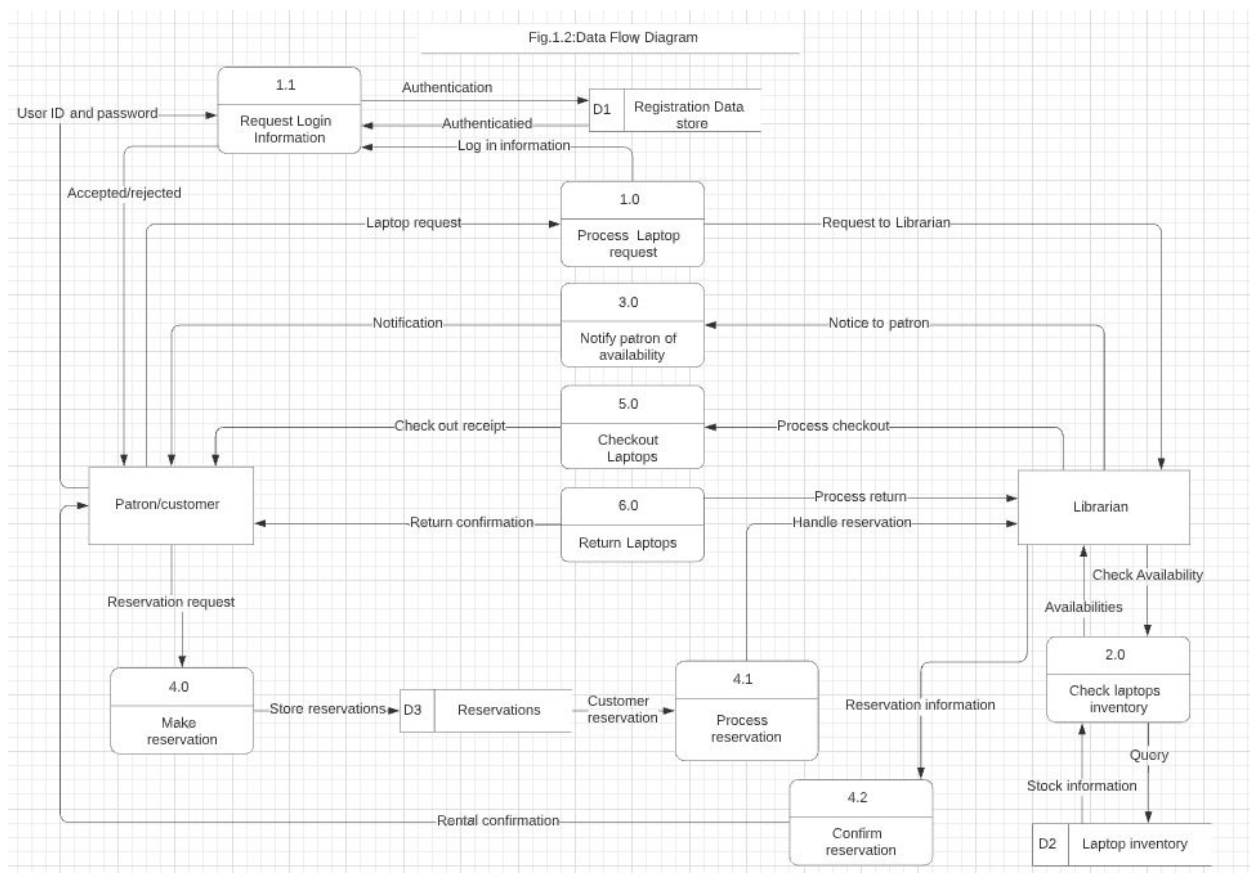 Fig.1.2:Data Flow Diagram
1.1
Request Login
Information
User ID and password
Authentication
D1
Registration Data
store
Authenticatied
Log in information
Accepted/rejected
1.0
Process Laptop
request
Laptop request
Request to Librarian
3.0
Notify patron of
availability
Notification
Notice to patron
5.0
Checkout
Laptops
Check out receipt
Process checkout
Patron/customer
6.0
Return Laptops
Return confirmation
Process return
Handle reservation
Librarian
Check Availability
Availabilities
Reservation request
4.0
Make
reservation
Store reservations
D3
Reservations
Customer
reservation
4.1
Process
reservation
Reservation information
2.0
Check laptops
inventory
Query
Stock information
4.2
Confirm
reservation
Rental confirmation
D2
Laptop inventory